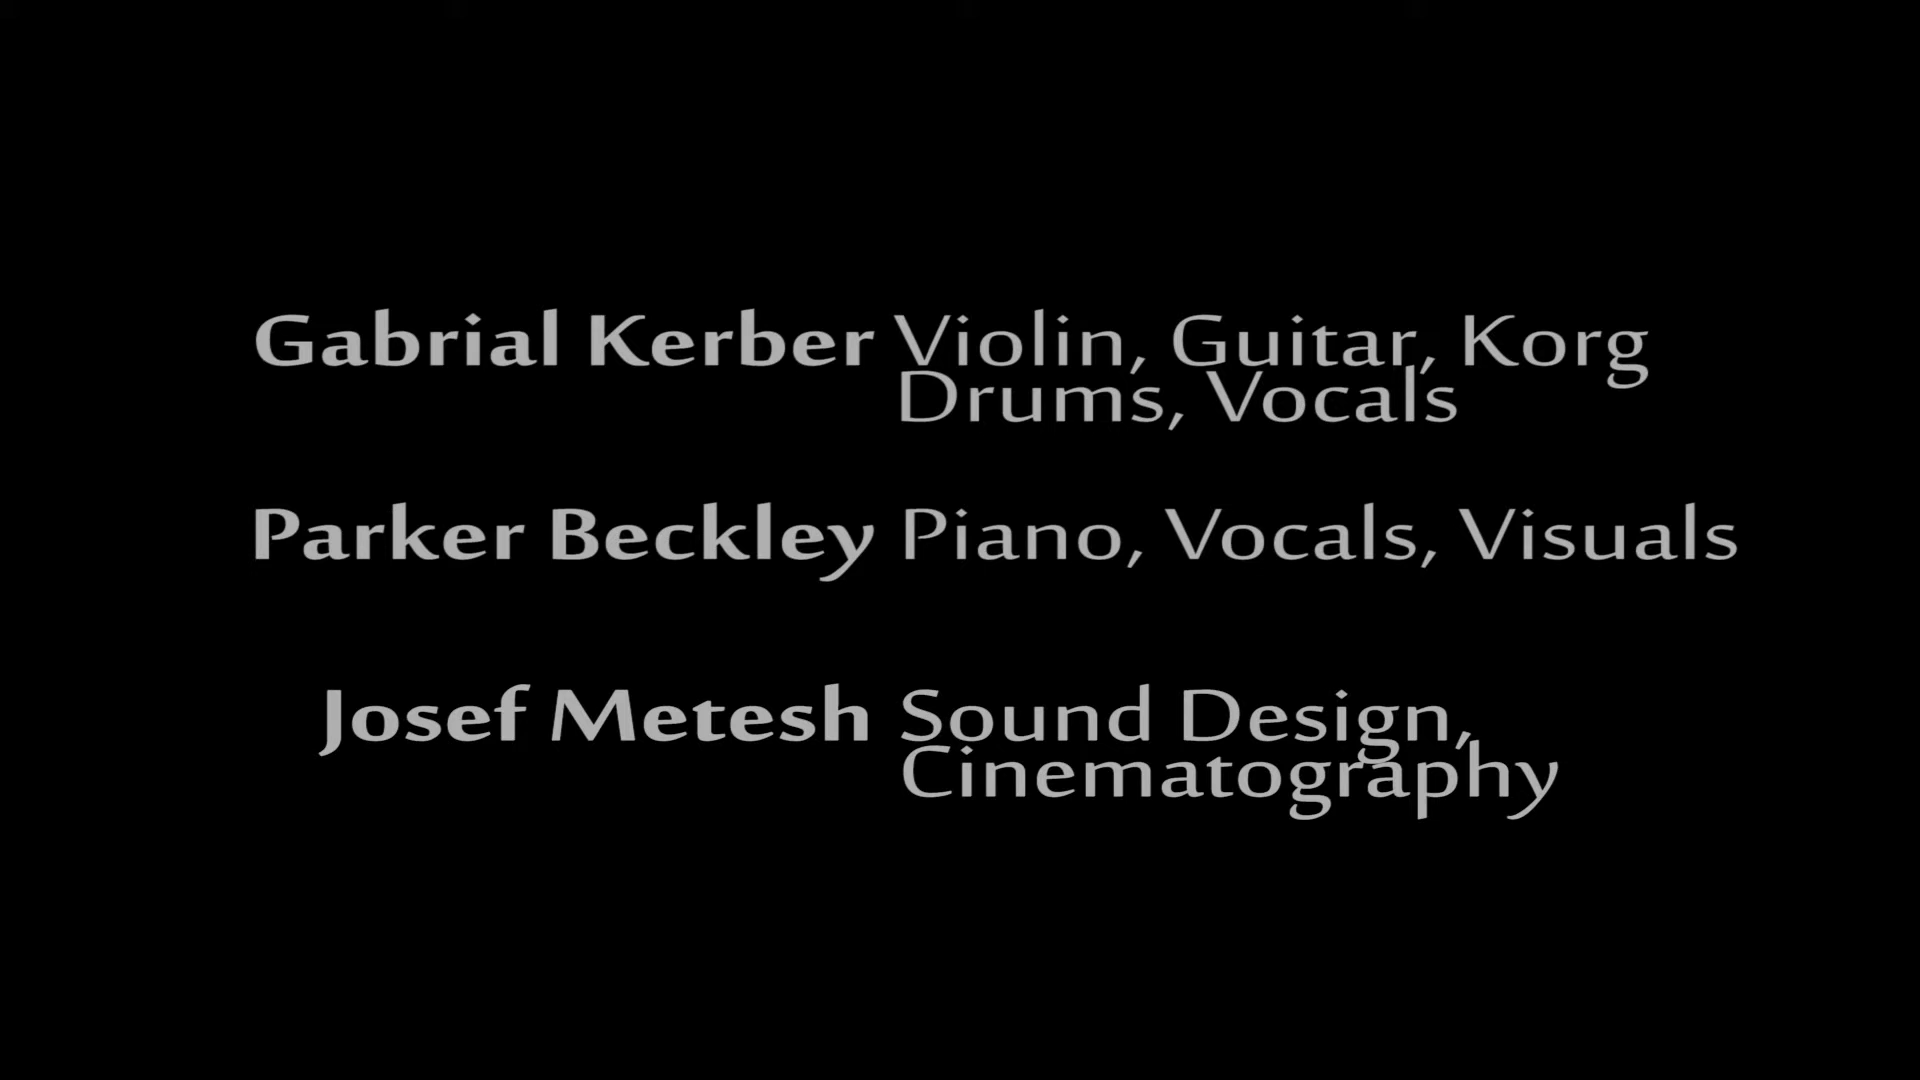 Gabrial Kerber Violin, Guitar, Korg
Drums, Vocals
Parker Beckley Piano, Vocals, Visuals
Josef Metesh Sound Design,
Cinematography